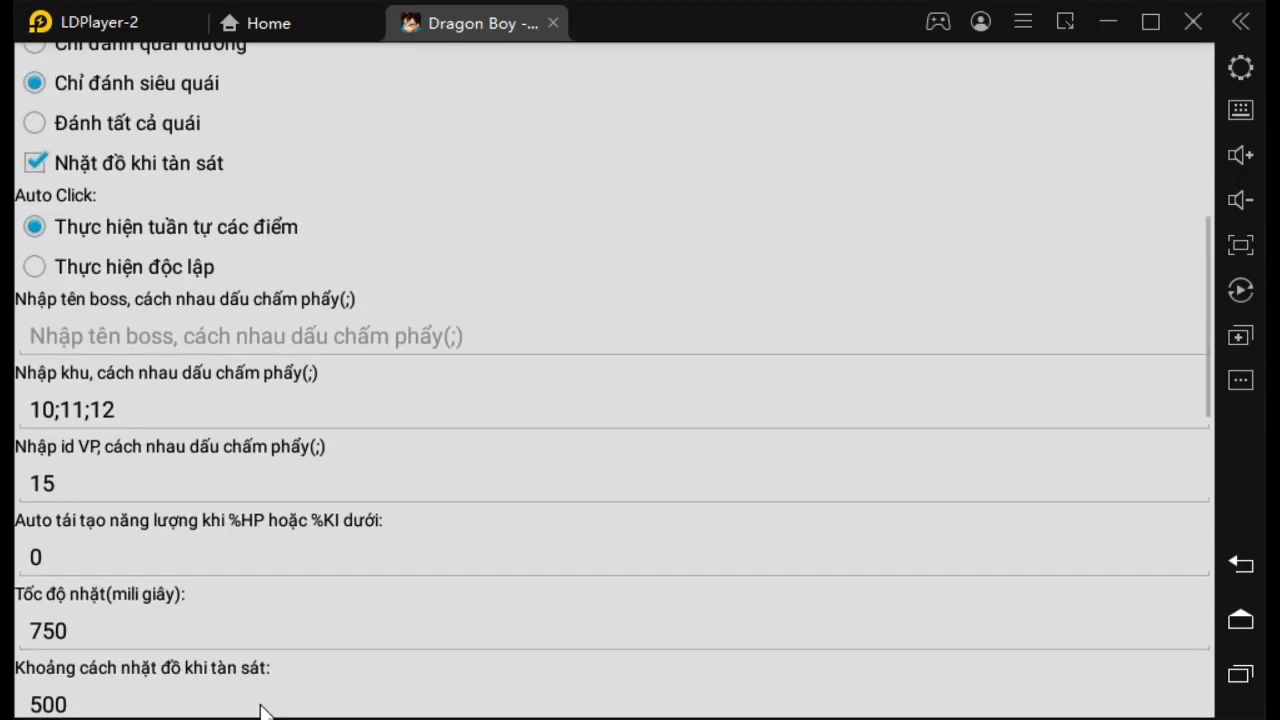 LDPlayer-2
Home
Dragon Boy -...
Chỉ đánh quái thường
Chỉ đánh siêu quái
Đánh tất cả quái
Nhặt đồ khi tàn sát
Auto Click:
Thực hiện tuần tự các điểm
Thực hiện độc lập
Nhập tên boss, cách nhau dấu chấm phẩy(;)
Nhập tên boss, cách nhau dấu chấm phẩy(;)
Nhập khu, cách nhau dấu chấm phẩy(;)
10;11;12
Nhập id VP, cách nhau dấu chấm phẩy(;)
15
Auto tái tạo năng lượng khi %HP hoặc %KI dưới:
0
Tốc độ nhặt(mili giây):
750
Khoảng cách nhặt đồ khi tàn sát:
500